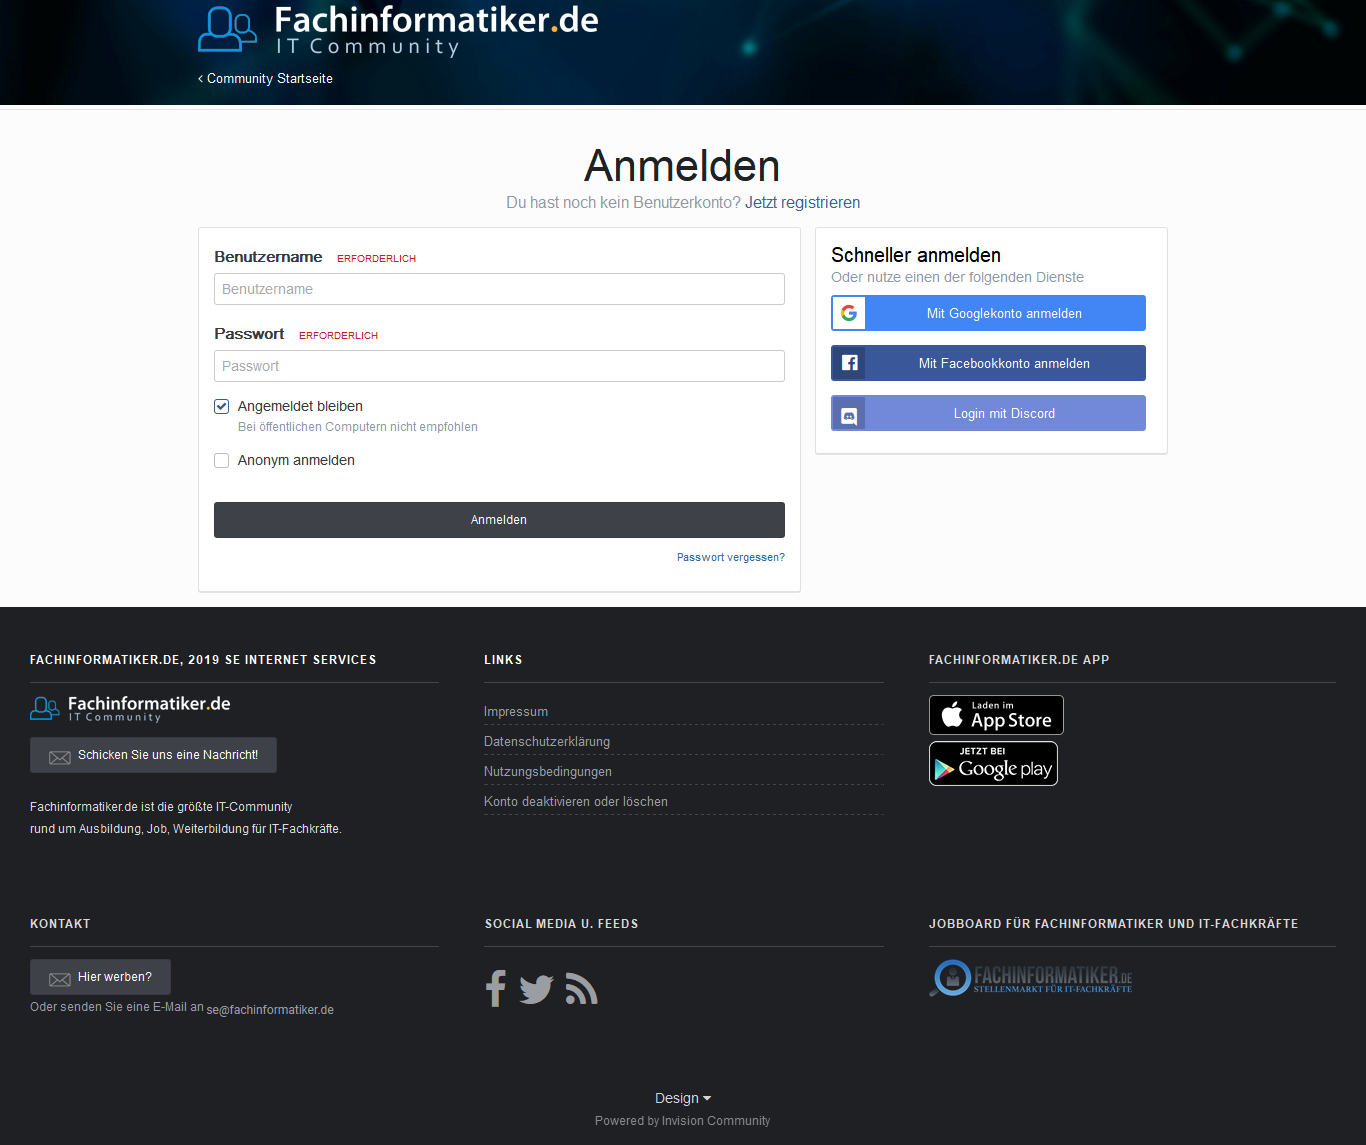 Fachinformatiker.de
IT Community
Community Startseite
Anmelden
Du hast noch kein Benutzerkonto? Jetzt registrieren
Benutzername ERFORDERLICH
Benutzername
Passwort ERFORDERLICH
Passwort
Angemeldet bleiben
Bei öffentlichen Computern nicht empfohlen
Anonym anmelden
Anmelden
Passwort vergessen?
Schneller anmelden
Oder nutze einen der folgenden Dienste
Mit Googlekonto anmelden
Mit Facebookkonto anmelden
Login mit Discord
FACHINFORMATIKER.DE, 2019 SE INTERNET SERVICES
Fachinformatiker.de
IT Community
Schicken Sie uns eine Nachricht!
Fachinformatiker.de ist die größte IT-Community
rund um Ausbildung, Job, Weiterbildung für IT-Fachkräfte.
LINKS
Impressum
Datenschutzerklärung
Nutzungsbedingungen
Konto deaktivieren oder löschen
FACHINFORMATIKER.DE APP
Laden im
App Store
JETZT BEI
Google play
KONTAKT
Hier werben?
Oder senden Sie eine E-Mail an se@fachinformatiker.de
SOCIAL MEDIA U. FEEDS
JOBBOARD FÜR FACHINFORMATIKER UND IT-FACHKRÄFTE
FACHINFORMATIKER.DE
STELLENMARKT FÜR IT-FACHKRÄFTE
Design
Powered by Invision Community